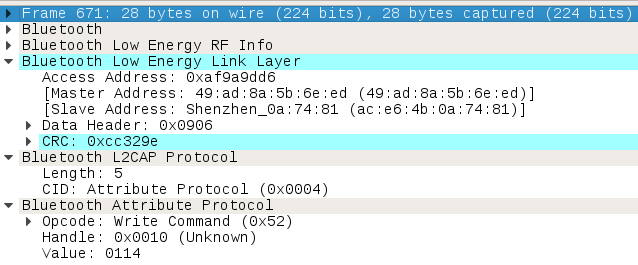 Frame 671: 28 bytes on wire (224 bits), 28 bytes captured (224 bits)
Bluetooth
Bluetooth Low Energy RF Info
Bluetooth Low Energy Link Layer
Access Address: 0xaf9a9dd6
[Master Address: 49:ad:8a:5b:6e:ed (49:ad:8a:5b:6e:ed)]
[Slave Address: Shenzhen_0a:74:81 (ac:e6:4b:0a:74:81)]
Data Header: 0x0906
CRC: 0xcc329e
Bluetooth L2CAP Protocol
Length: 5
CID: Attribute Protocol (0x0004)
Bluetooth Attribute Protocol
Opcode: Write Command (0x52)
Handle: 0x0010 (Unknown)
Value: 0114